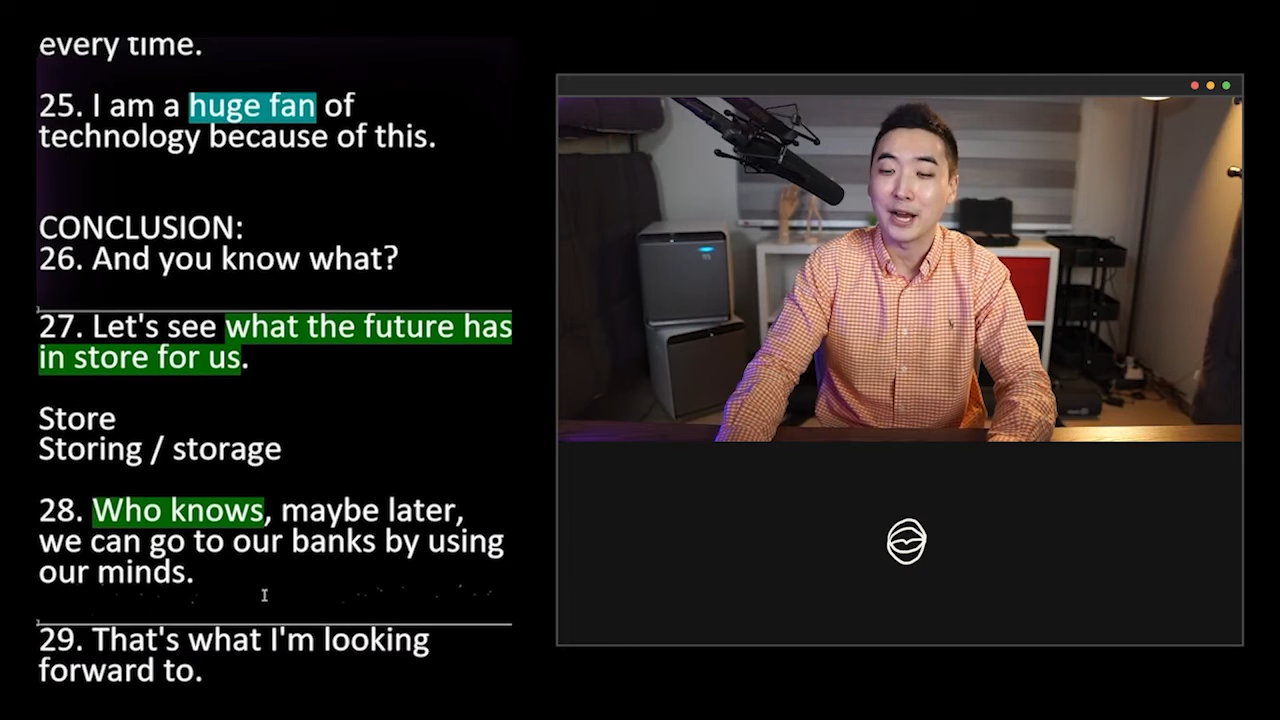 every time.
25. I am a huge fan of
technology because of this.
CONCLUSION:
26. And you know what?
27. Let's see what the future has
in store for us.
Store
Storing / storage
28. Who knows, maybe later,
we can go to our banks by using
our minds.
29. That's what I'm looking
forward to.